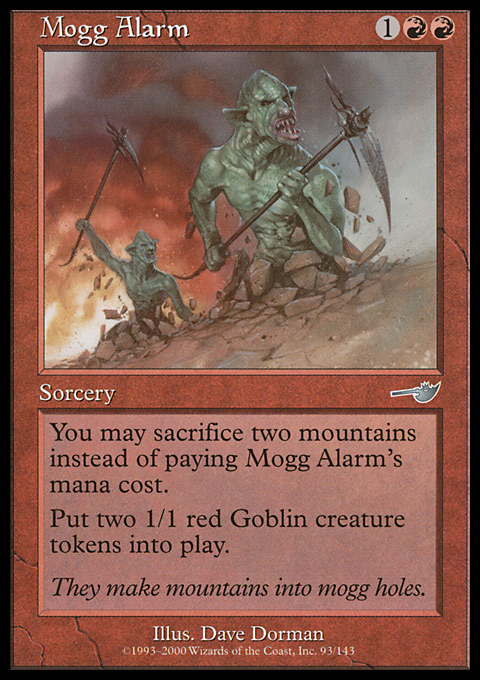 Mogg Alarm 1
Sorcery
You may sacrifice two mountains
instead of paying Mogg Alarm's
mana cost.
Put two 1/1 red Goblin creature
tokens into play.
They make mountains into mogg holes.
Illus. Dave Dorman
©1993–2000 Wizards of the Coast, Inc. 93/143